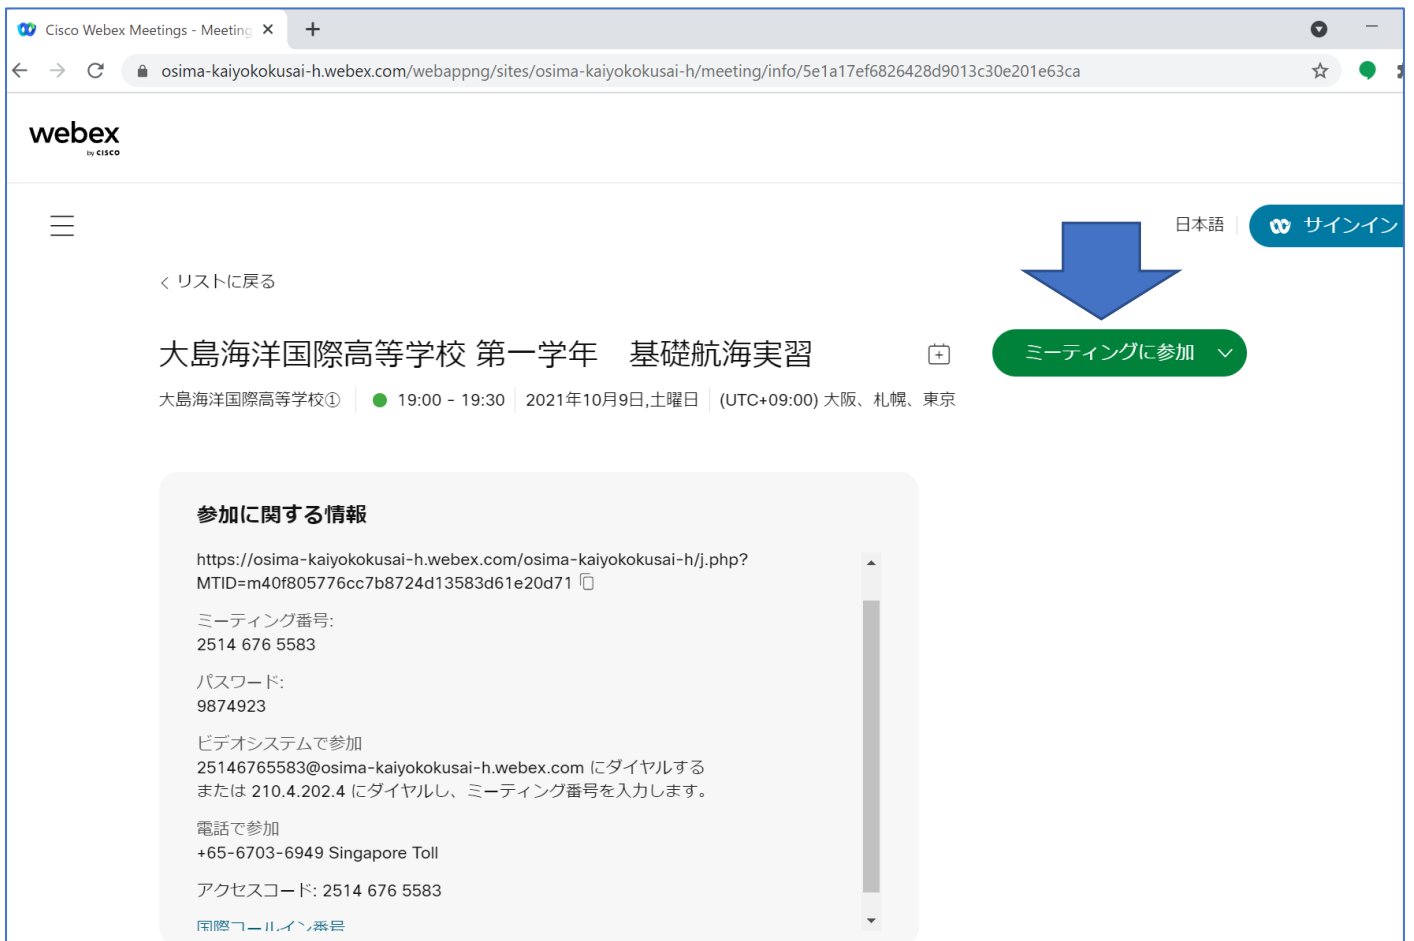 Cisco Webex Meetings - Meeting
osima-kaiyokokusai-h.webex.com/webappng/sites/osima-kaiyokokusai-h/meeting/info/5e1a17ef6826428d9013c30e201e63ca
webex
by CISCO
日本語
サインイン
リストに戻る
大島海洋国際高等学校 第一学年　基礎航海実習
ミーティングに参加
大島海洋国際高等学校① 19:00 - 19:30 2021年10月9日,土曜日 (UTC+09:00) 大阪、札幌、東京
参加に関する情報
https://osima-kaiyokokusai-h.webex.com/osima-kaiyokokusai-h/j.php?
MTID=m40f805776cc7b8724d13583d61e20d71
ミーティング番号:
2514 676 5583
パスワード:
9874923
ビデオシステムで参加
25146765583@osima-kaiyokokusai-h.webex.com にダイヤルする
または 210.4.202.4 にダイヤルし、ミーティング番号を入力します。
電話で参加
+65-6703-6949 Singapore Toll
アクセスコード: 2514 676 5583
国際コールイン番号